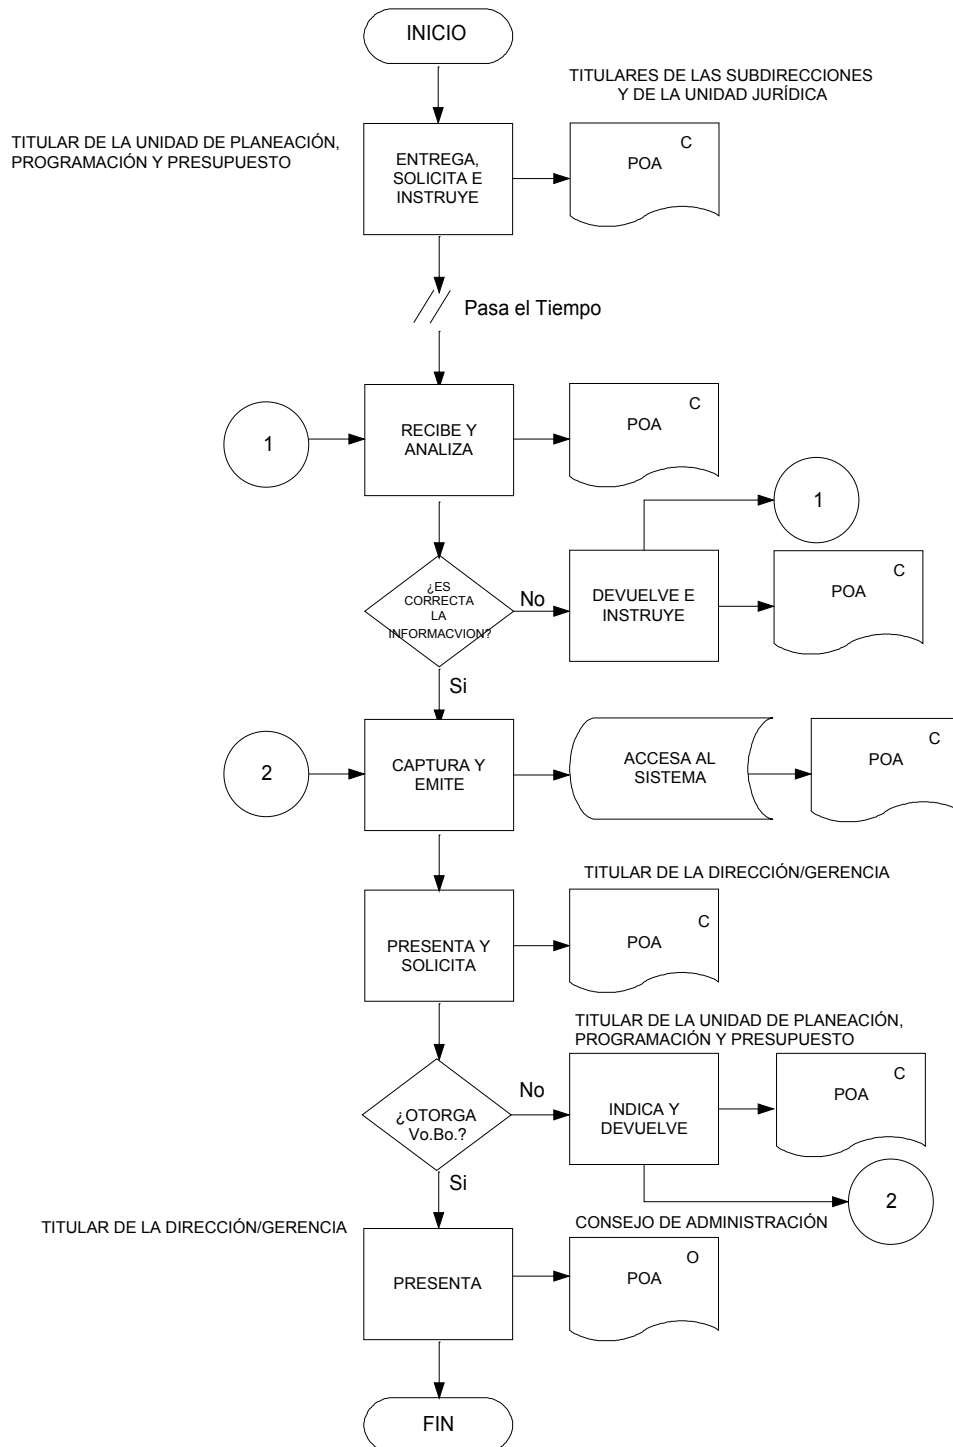 INICIO
TITULARES DE LAS SUBDIRECCIONES
Y DE LA UNIDAD JURÍDICA
TITULAR DE LA UNIDAD DE PLANEACIÓN,
PROGRAMACIÓN Y PRESUPUESTO
ENTREGA,
SOLICITA E
INSTRUYE
C
POA
Pasa el Tiempo
1
RECIBE Y
ANALIZA
C
POA
1
¿ES
CORRECTA
LA
INFORMACVION?
No
DEVUELVE E
INSTRUYE
C
POA
Si
2
CAPTURA Y
EMITE
ACCESA AL
SISTEMA
C
POA
TITULAR DE LA DIRECCIÓN/GERENCIA
PRESENTA Y
SOLICITA
C
POA
TITULAR DE LA UNIDAD DE PLANEACIÓN,
PROGRAMACIÓN Y PRESUPUESTO
¿OTORGA
Vo.Bo.?
No
INDICA Y
DEVUELVE
C
POA
Si
2
TITULAR DE LA DIRECCIÓN/GERENCIA
CONSEJO DE ADMINISTRACIÓN
PRESENTA
O
POA
FIN